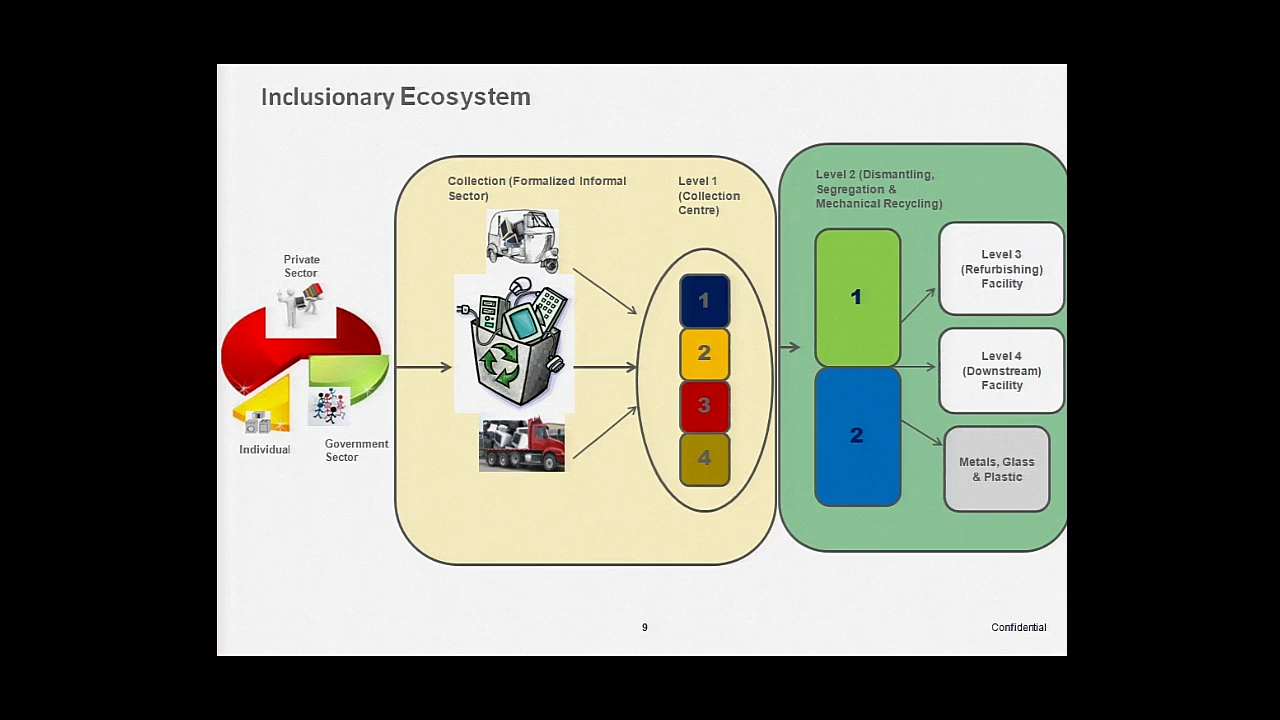 Inclusionary Ecosystem
Private
Sector
Individual
Government
Sector
Collection (Formalized Informal
Sector)
Level 1
(Collection
Centre)
1
2
3
4
Level 2 (Dismantling,
Segregation &
Mechanical Recycling)
1
2
Level 3
(Refurbishing)
Facility
Level 4
(Downstream)
Facility
Metals, Glass
& Plastic
9
Confidential